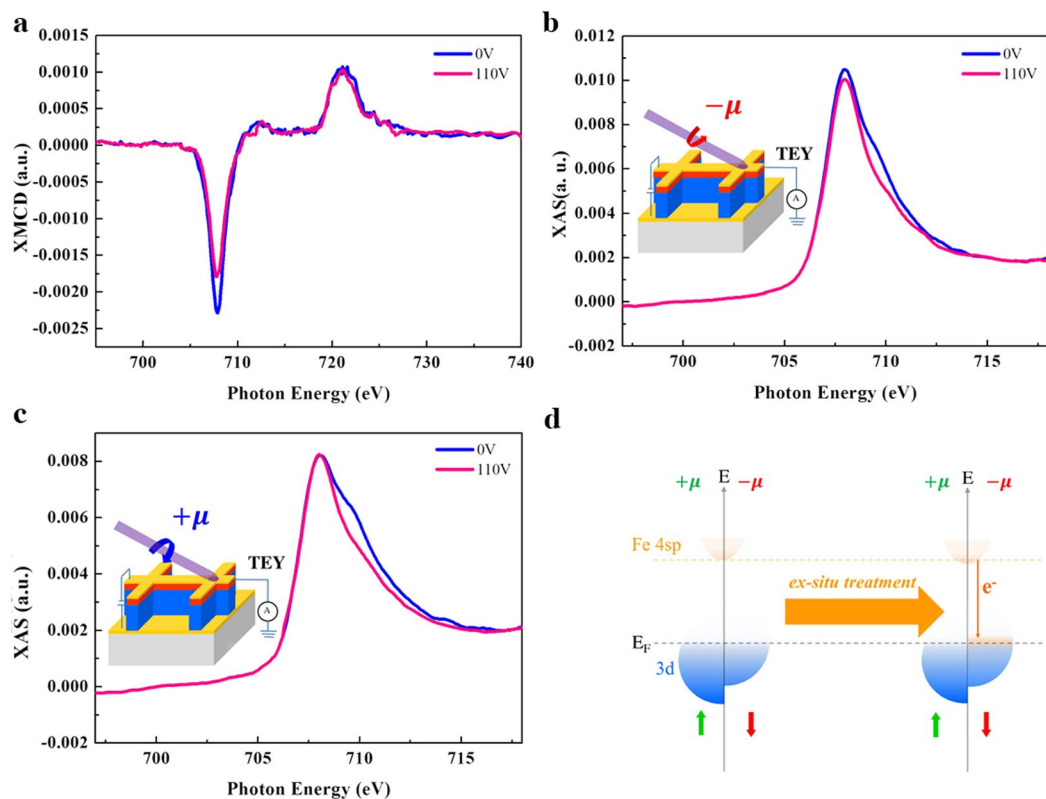 a
0.0015
0.0010
0.0005
0.0000
-0.0005
-0.0010
-0.0015
-0.0020
-0.0025
XMCD (a.u.)
0V
110V
700
710
720
730
740
Photon Energy (eV)
b
0.012
0.010
0.008
0.006
0.004
0.002
0.000
-0.002
XAS(a. u.)
0V
110V
−μ
TEY
A
700
705
710
715
Photon Energy (eV)
c
0.008
0.006
0.004
0.002
0.000
-0.002
XAS (a.u.)
0V
110V
+μ
TEY
A
700
705
710
715
Photon Energy (eV)
d
+μ E −μ
+μ E −μ
Fe 4sp
ex-situ treatment
e-
EF
3d